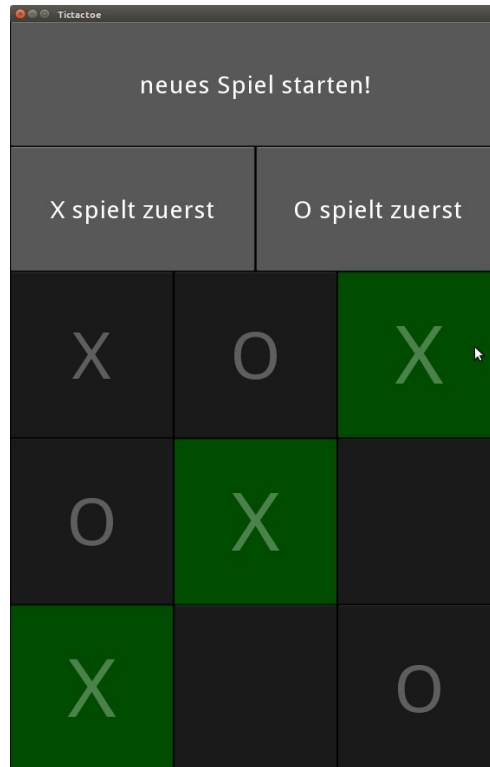 Tictactoe
neues Spiel starten!
X spielt zuerst O spielt zuerst
X O X
O X
X O